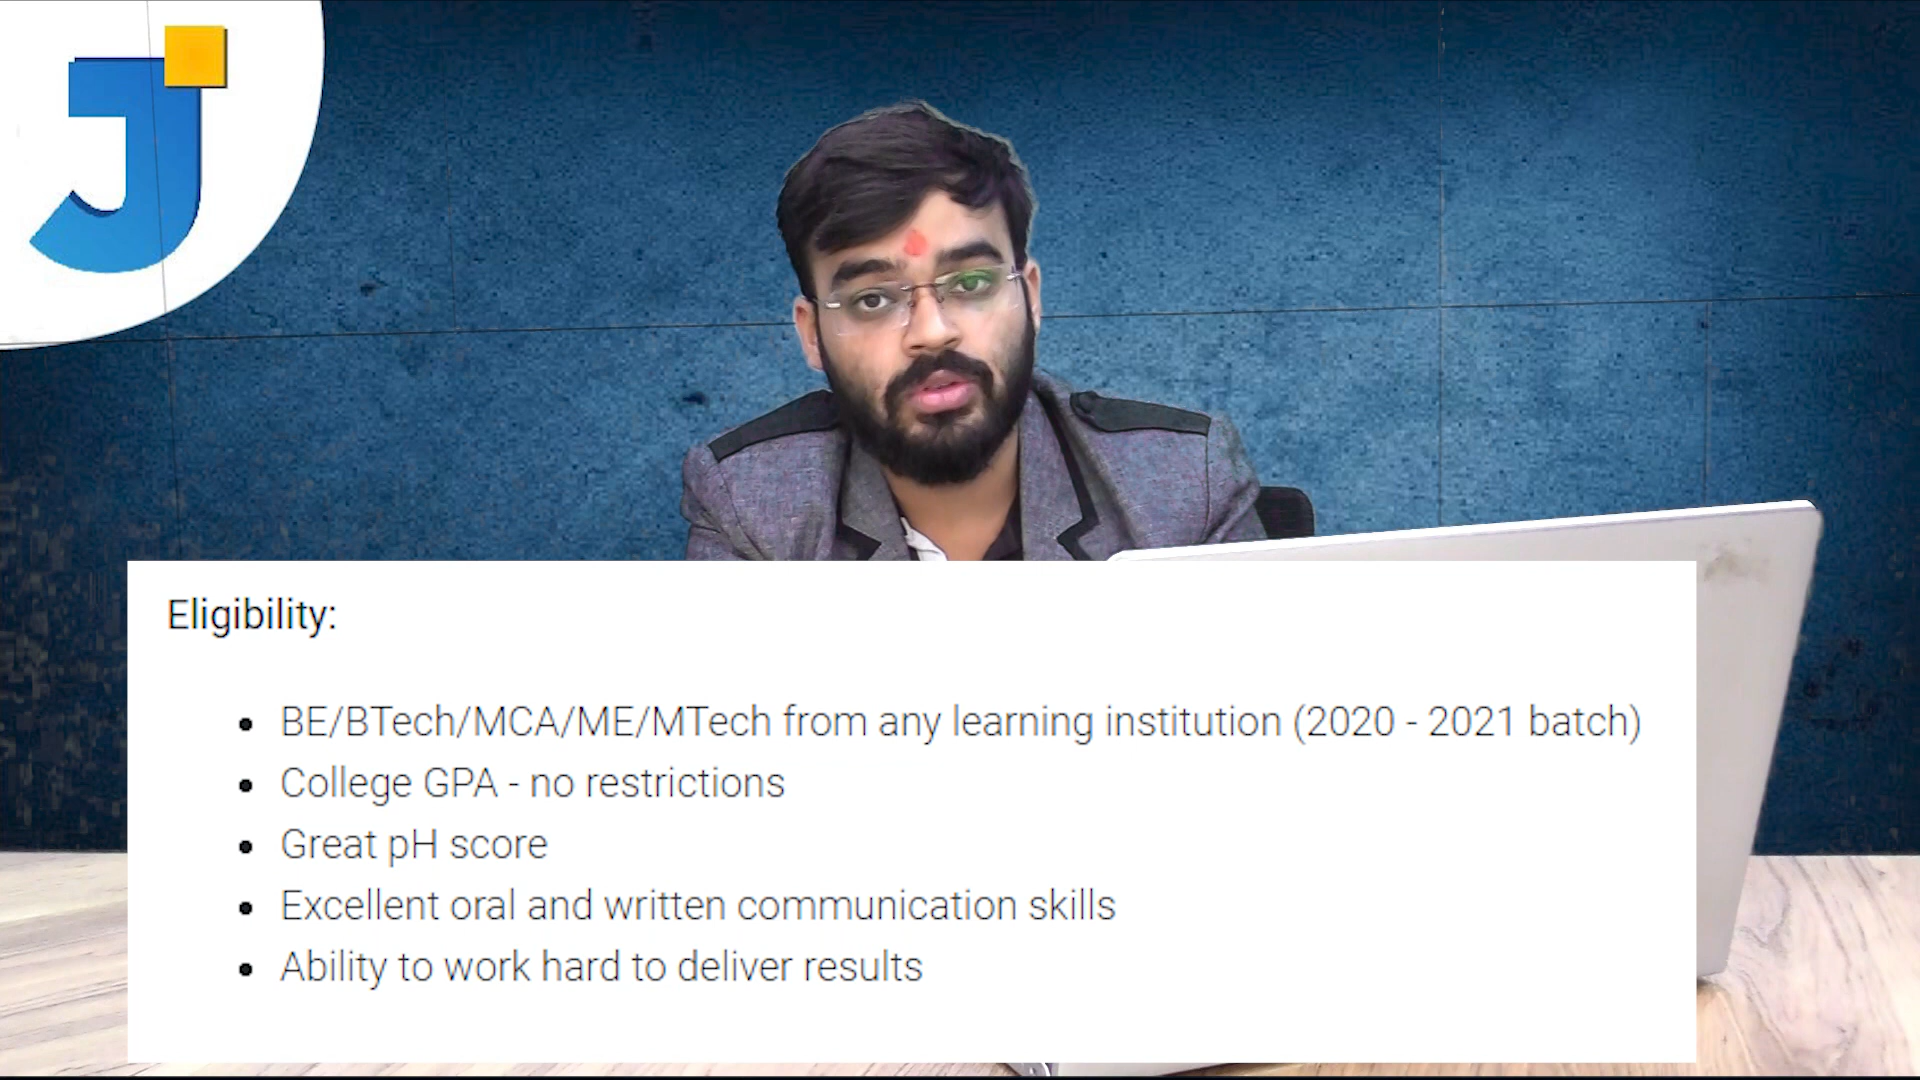 J
Eligibility:
BE/BTech/MCA/ME/MTech from any learning institution (2020 - 2021 batch)
College GPA - no restrictions
Great pH score
Excellent oral and written communication skills
Ability to work hard to deliver results